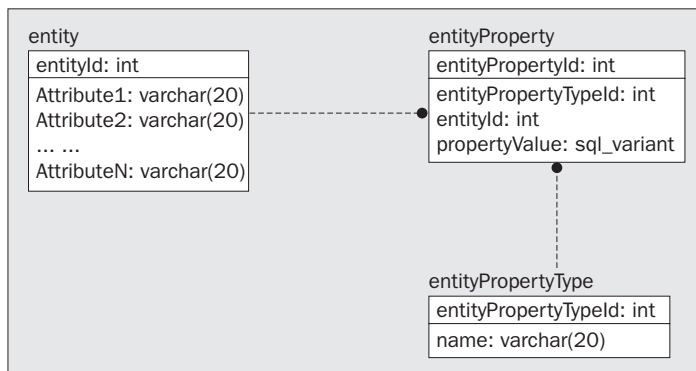 entity
entityId: int
Attribute1: varchar(20)
Attribute2: varchar(20)
... ...
AttributeN: varchar(20)
entityProperty
entityPropertyId: int
entityPropertyTypeId: int
entityId: int
propertyValue: sql_variant
entityPropertyType
entityPropertyTypeId: int
name: varchar(20)